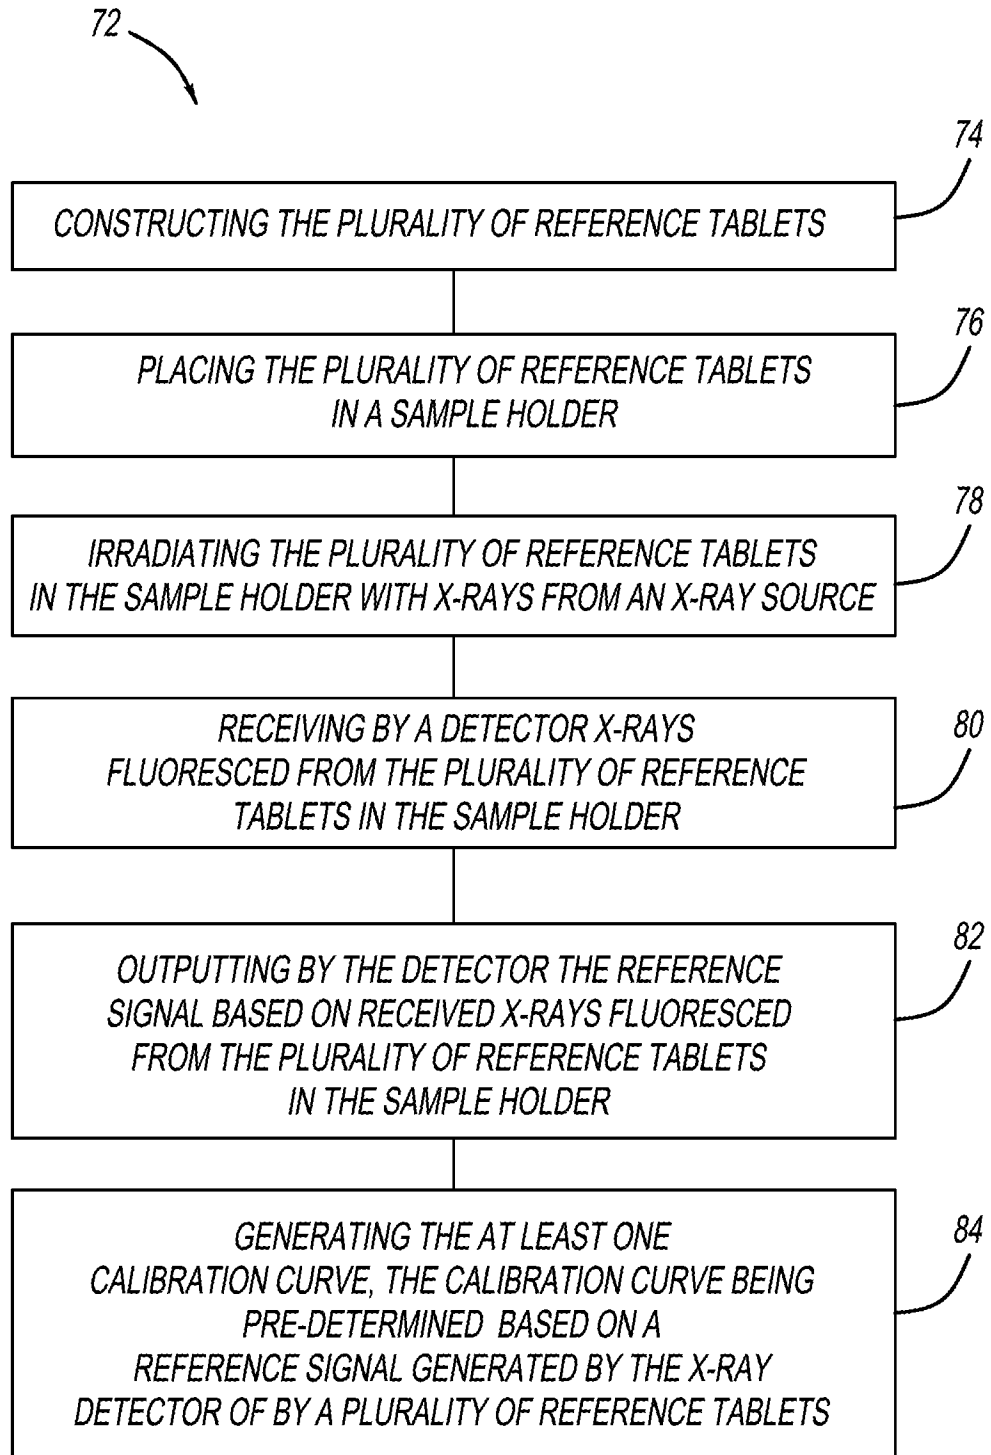 72
74
CONSTRUCTING THE PLURALITY OF REFERENCE TABLETS
76
PLACING THE PLURALITY OF REFERENCE TABLETS
IN A SAMPLE HOLDER
78
IRRADIATING THE PLURALITY OF REFERENCE TABLETS
IN THE SAMPLE HOLDER WITH X-RAYS FROM AN X-RAY SOURCE
80
RECEIVING BY A DETECTOR X-RAYS
FLUORESCED FROM THE PLURALITY OF REFERENCE
TABLETS IN THE SAMPLE HOLDER
82
OUTPUTTING BY THE DETECTOR THE REFERENCE
SIGNAL BASED ON RECEIVED X-RAYS FLUORESCED
FROM THE PLURALITY OF REFERENCE TABLETS
IN THE SAMPLE HOLDER
84
GENERATING THE AT LEAST ONE
CALIBRATION CURVE, THE CALIBRATION CURVE BEING
PRE-DETERMINED BASED ON A
REFERENCE SIGNAL GENERATED BY THE X-RAY
DETECTOR OF BY A PLURALITY OF REFERENCE TABLETS